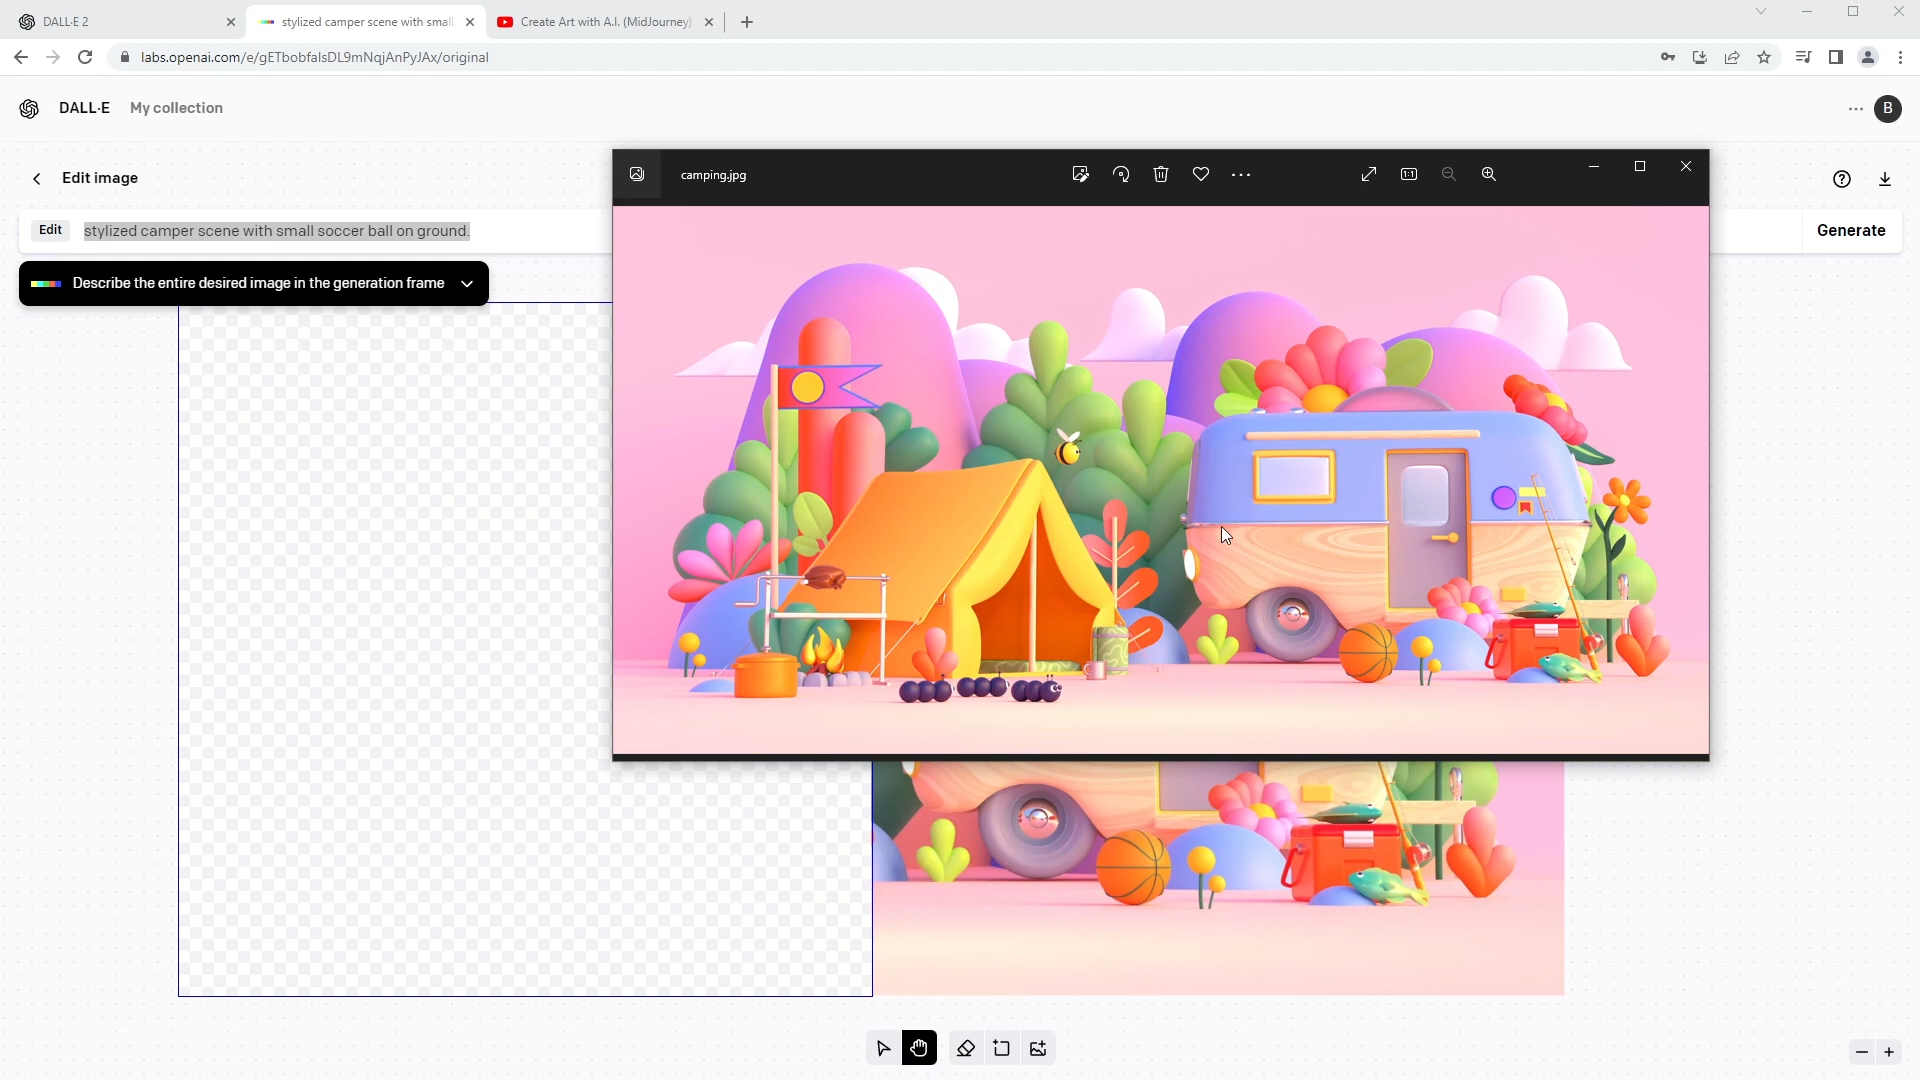 DALL·E 2
stylized camper scene with small
Create Art with A.I. (MidJourney)
labs.openai.com/e/gETbobfalsDL9mNqjAnPyJAx/original
DALL·E
My collection
B
Edit image
camping.jpg
1:1
Edit
stylized camper scene with small soccer ball on ground.
Generate
Describe the entire desired image in the generation frame